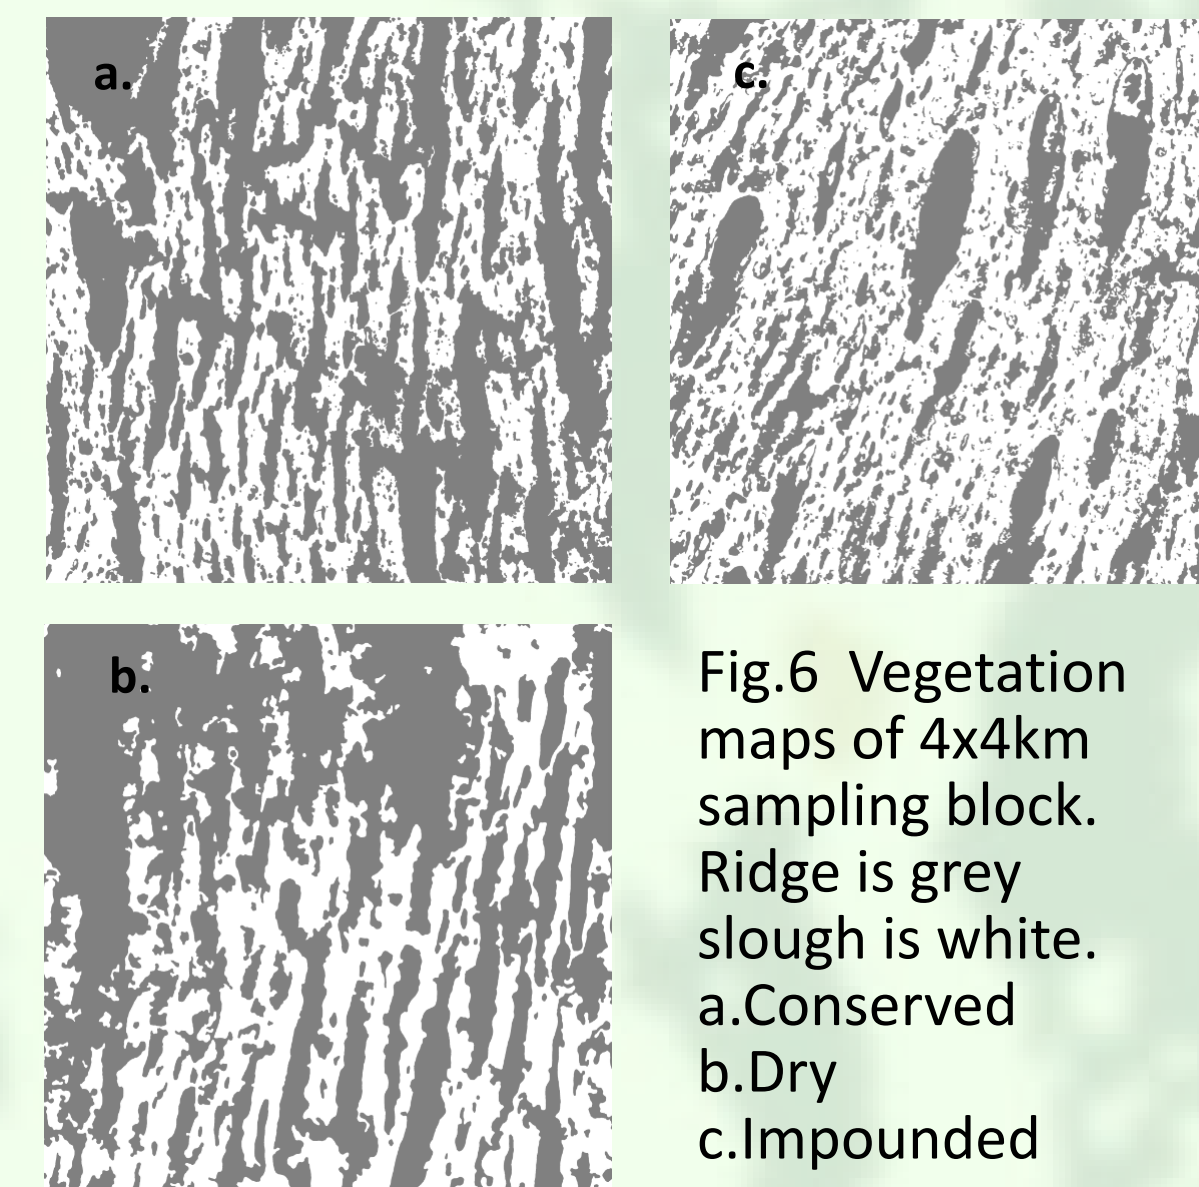 a.
c.
b.
Fig.6 Vegetation
maps of 4x4km
sampling block.
Ridge is grey
slough is white.
a.Conserved
b.Dry
c.Impounded